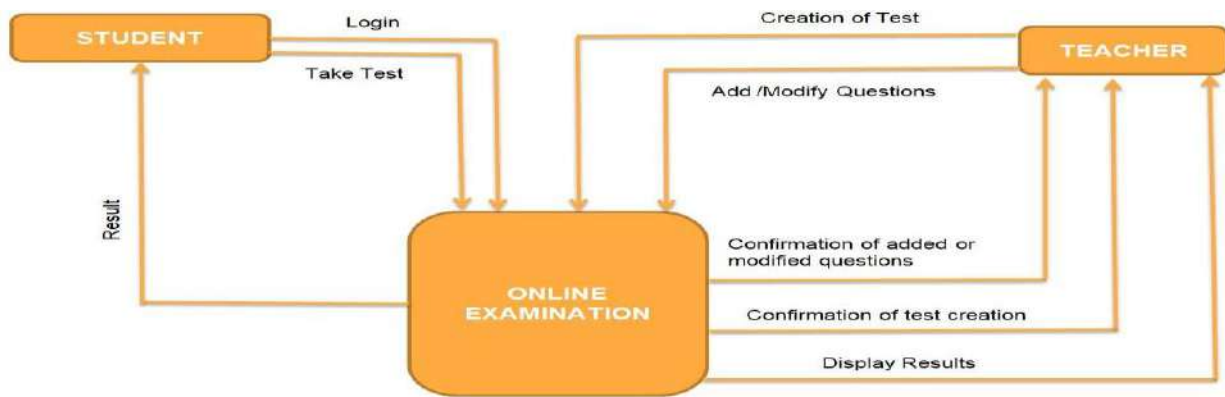 STUDENT
Login
Take Test
Creation of Test
TEACHER
Add /Modify Questions
Result
ONLINE
EXAMINATION
Confirmation of added or
modified questions
Confirmation of test creation
Display Results